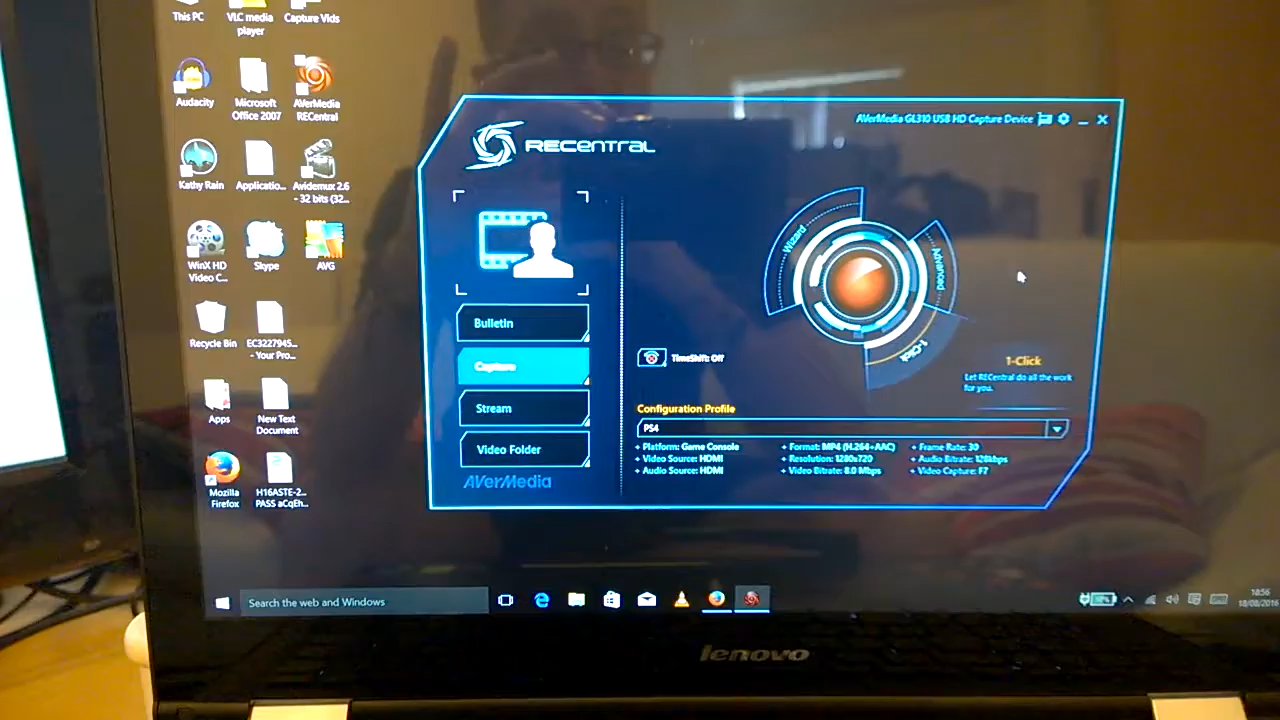 This PC
VLC media
player
Capture Vids
Audacity
Microsoft
Office 2007
AVerMedia
RECentral
Kathy Rain
Applicatio...
Avidemux 2.6
- 32 bits (32...
WinX HD
Video C...
Skype
AVG
Recycle Bin
EC3227945...
- Your Pro...
Apps
New Text
Document
Mozilla
Firefox
H16ASTE-2...
PASS aCqEh...
AVerMedia GL310 USB HD Capture Device
RECENTRAL
Wizard
Advanced
1-Click
Bulletin
Capture
Stream
Video Folder
AVerMedia
TimeShift: Off
1-Click
Let RECentral do all the work
for you.
Configuration Profile
PS4
+ Platform: Game Console
+ Video Source: HDMI
+ Audio Source: HDMI
+ Format: MP4 (H.264+AAC)
+ Resolution: 1280x720
+ Video Bitrate: 8.0 Mbps
+ Frame Rate: 30
+ Audio Bitrate: 128kbps
+ Video Capture: F7
Search the web and Windows
18:56
18/08/2016
lenovo